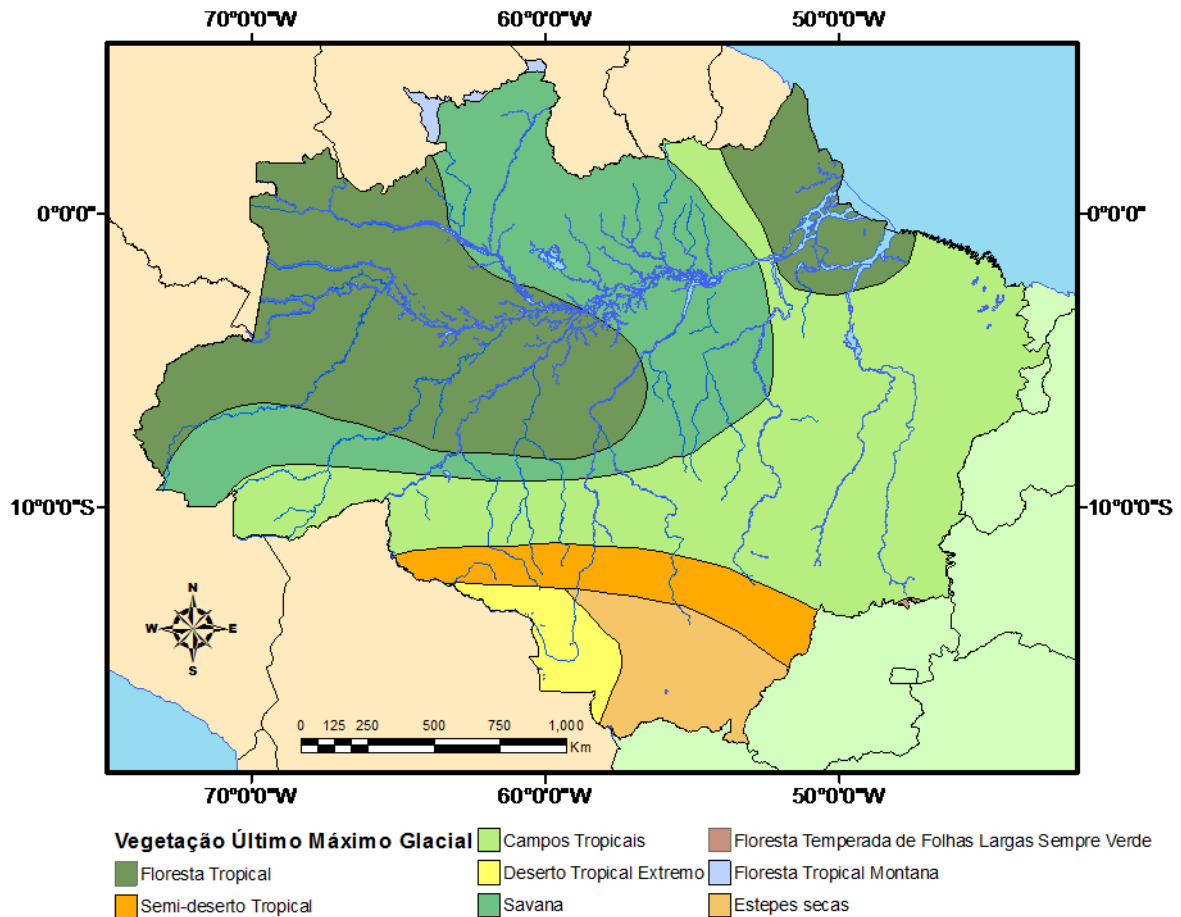 70°0'0"W 60°0'0"W 50°0'0"W
0°0'0" 0°0'0"
10°0'0"S 10°0'0"S
N
W E
S
0 125 250 500 750 1,000
Km
70°0'0"W 60°0'0"W 50°0'0"W
Vegetação Último Máximo Glacial
Floresta Tropical
Semi-deserto Tropical
Campos Tropicais
Deserto Tropical Extremo
Savana
Floresta Temperada de Folhas Largas Sempre Verde
Floresta Tropical Montana
Estepes secas